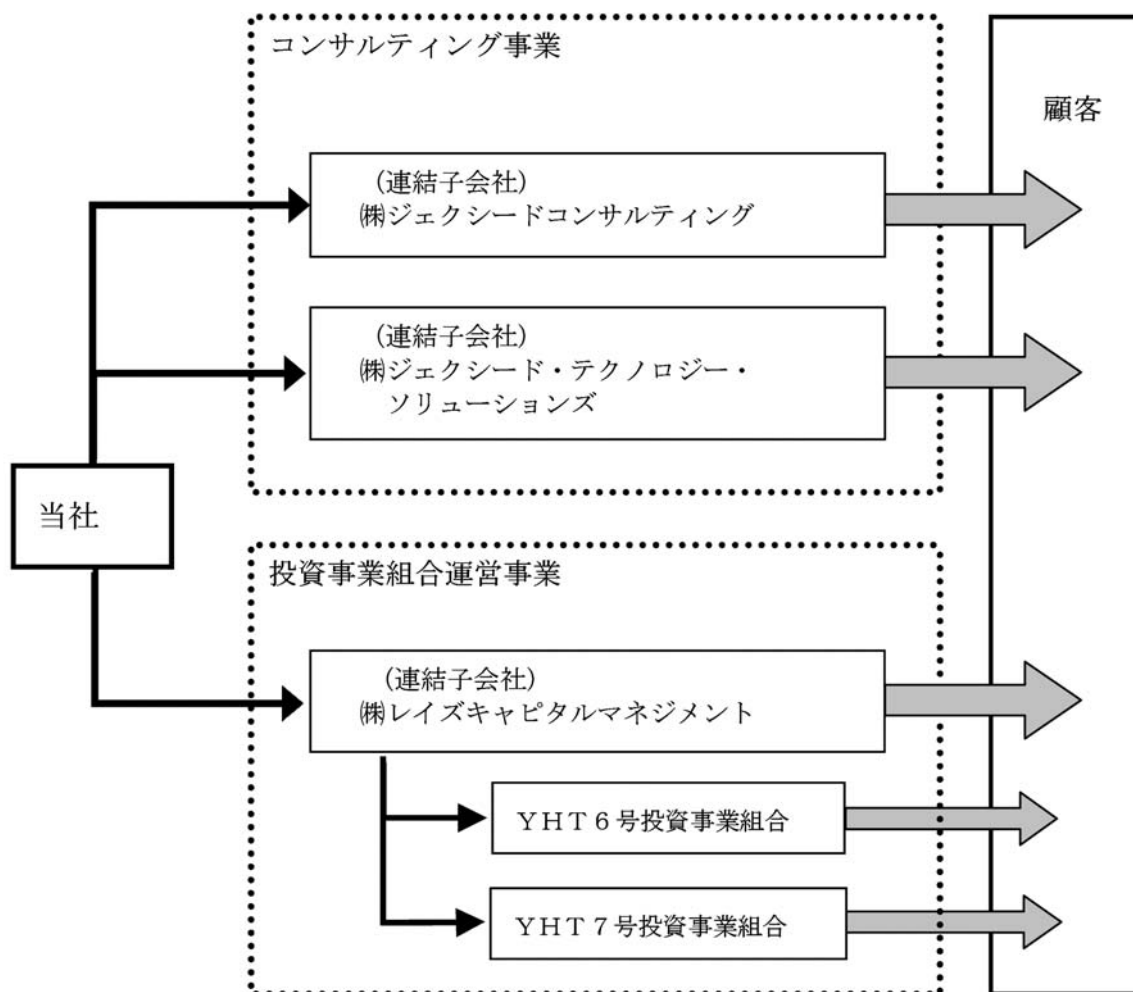 コンサルティング事業
顧客
(連結子会社)
㈱ジェクシードコンサルティング
(連結子会社)
㈱ジェクシード・テクノロジー・
ソリューションズ
当社
投資事業組合運営事業
(連結子会社)
㈱レイズキャピタルマネジメント
ＹＨＴ６号投資事業組合
ＹＨＴ７号投資事業組合